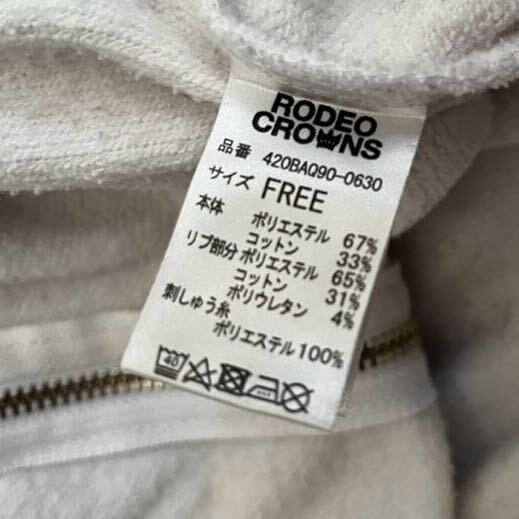 RODEO
CROWNS
品番 420BAQ90-0630
サイズ FREE
本体 ポリエステル 67%
コットン 33%
リブ部分 ポリエステル 65%
コットン 31%
ポリウレタン 4%
刺しゅう糸
ポリエステル 100%
40